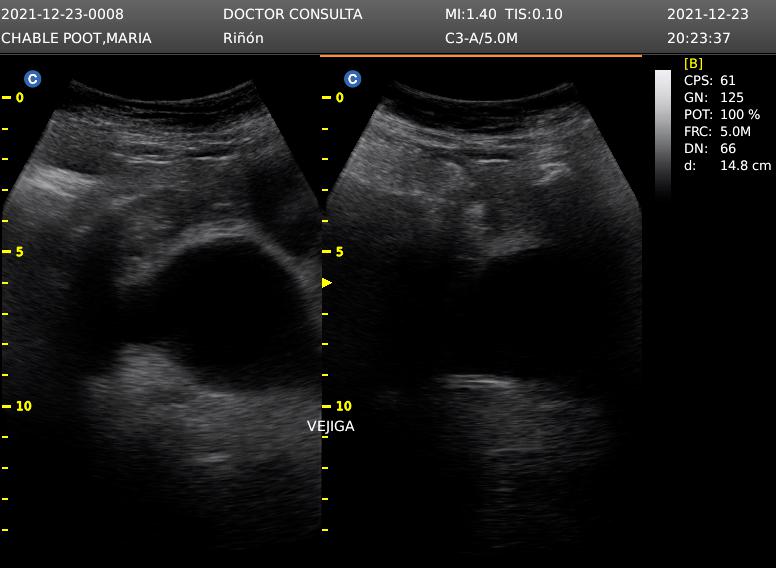 2021-12-23-0008 DOCTOR CONSULTA MI:1.40 TIS:0.10 2021-12-23
CHABLE POOT,MARIA Riñón C3-A/5.0M 20:23:37
[B]
C C
0 0
CPS: 61
GN: 125
POT: 100 %
FRC: 5.0M
DN: 66
d: 14.8 cm
5 5
10 10
VEJIGA